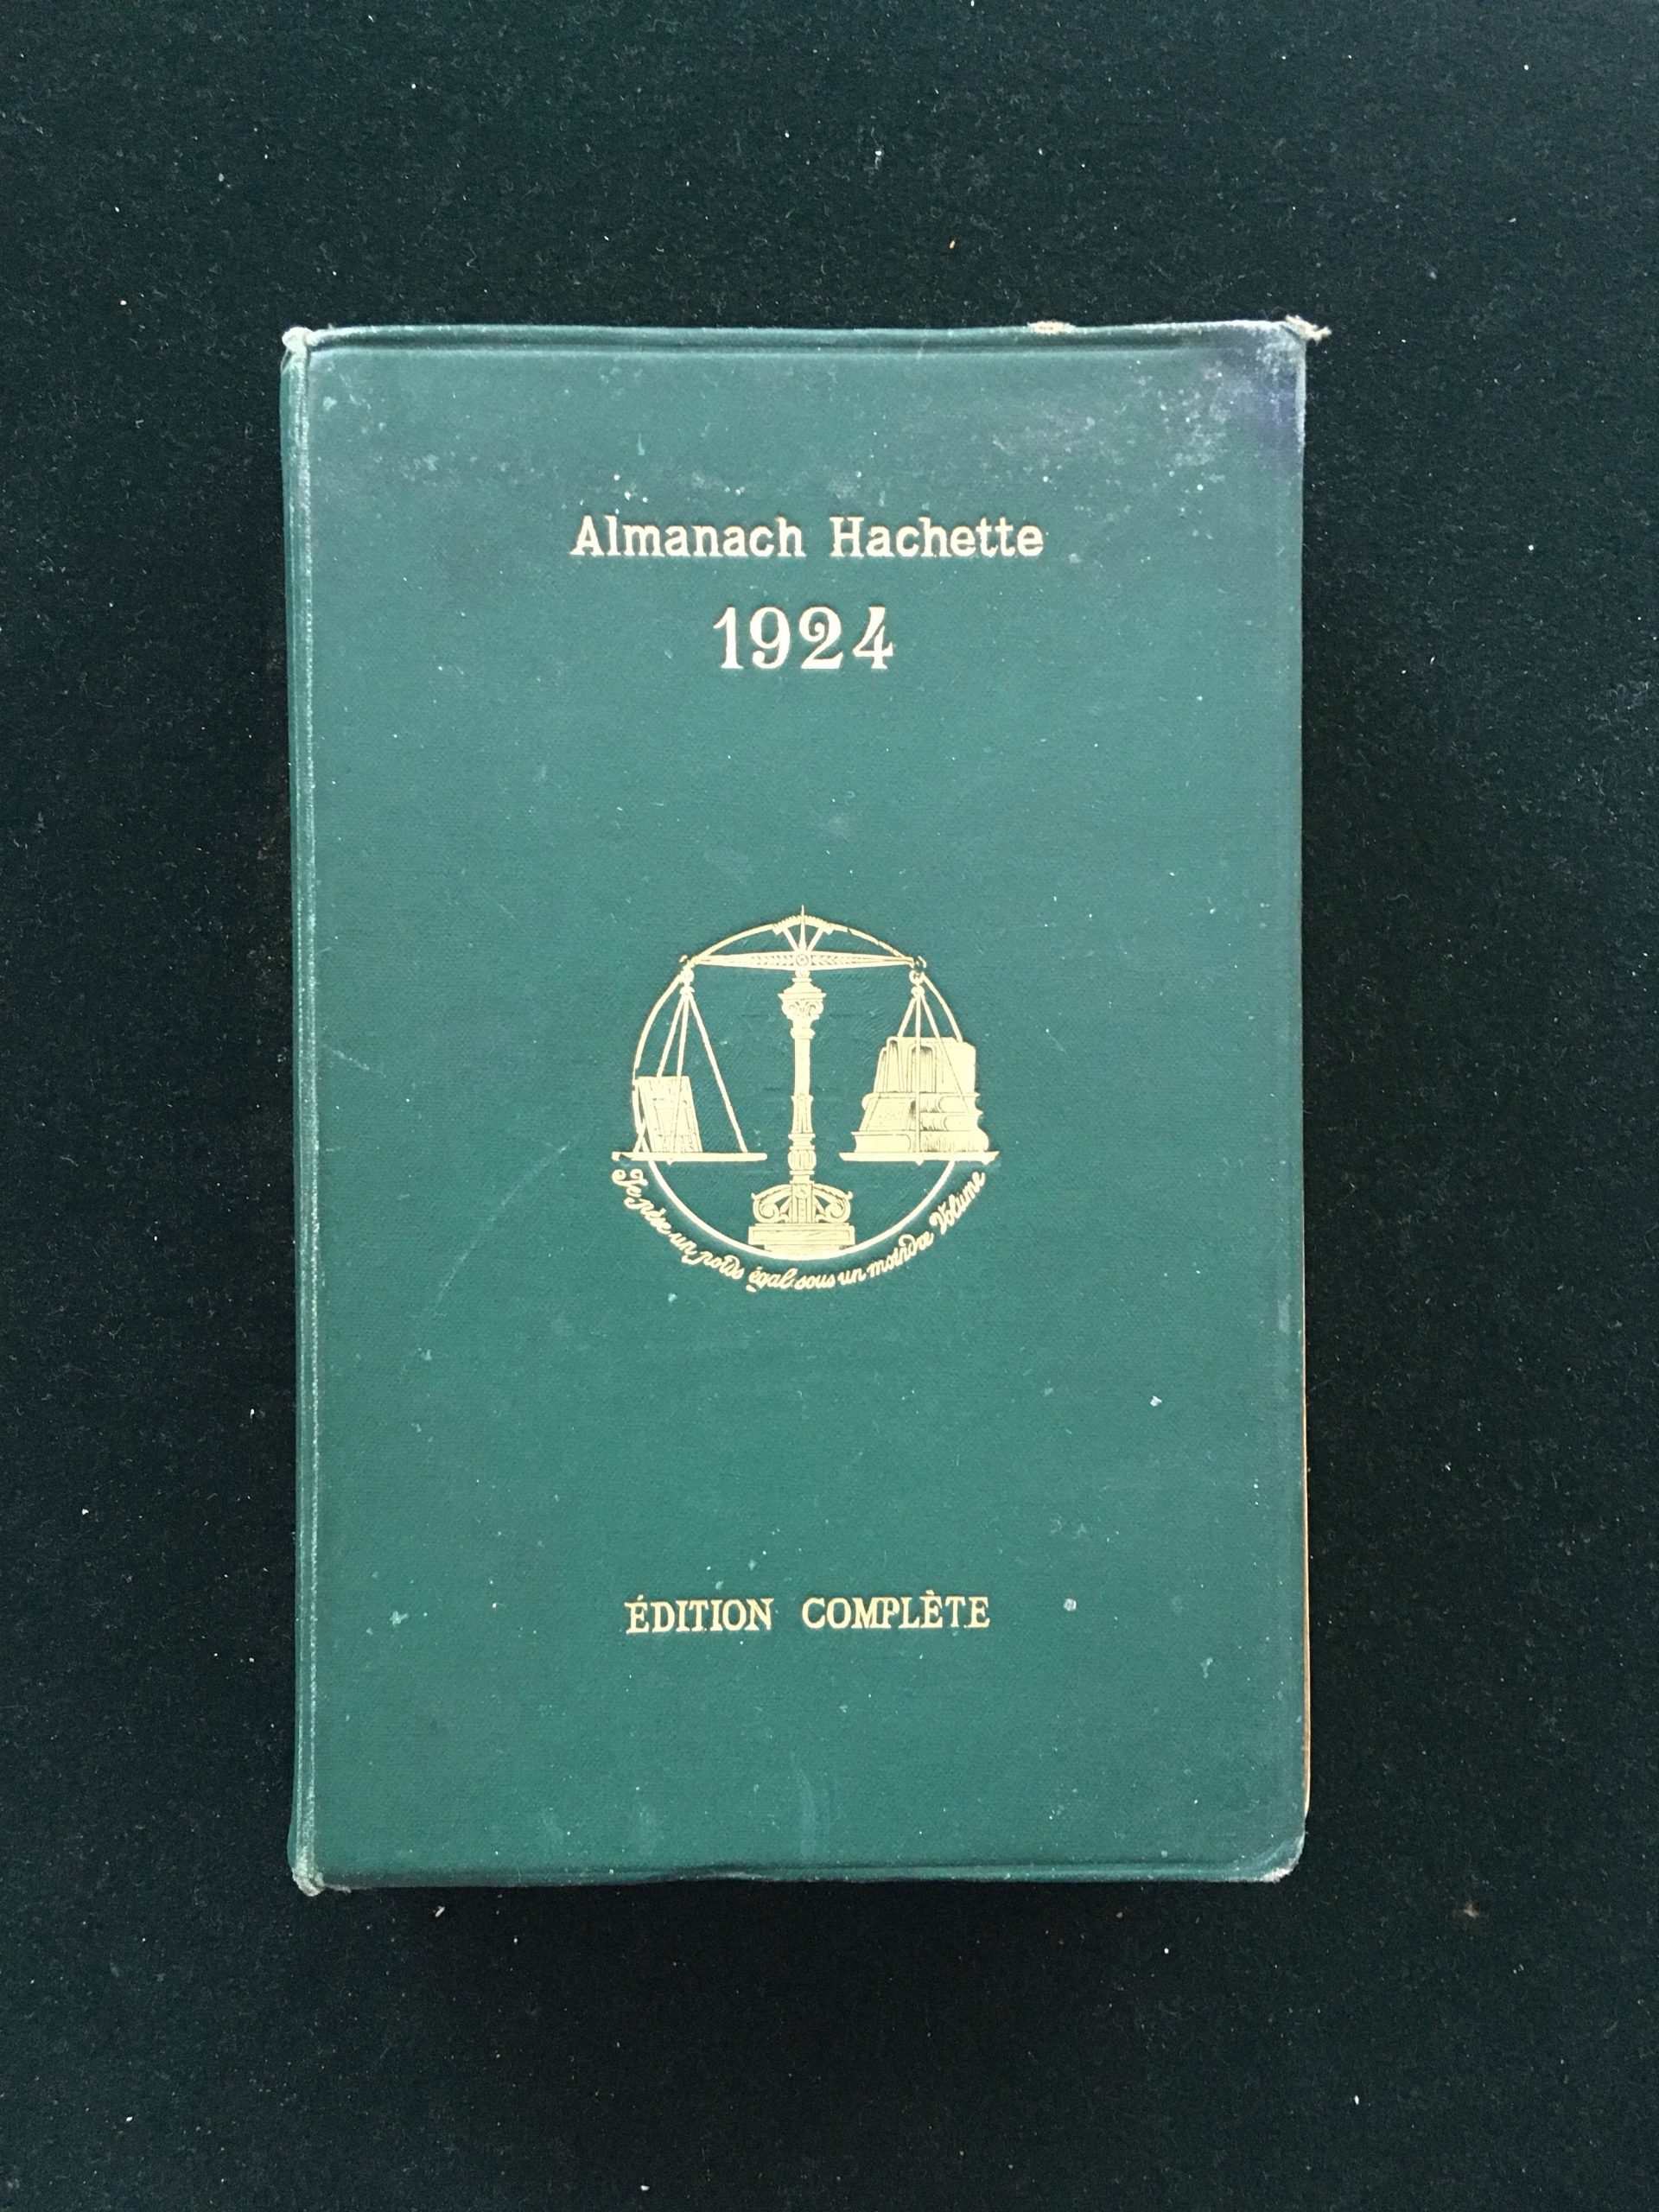 Almanach Hachette
1924
Je pèse un poids égal sous un moindre Volume
ÉDITION COMPLÈTE